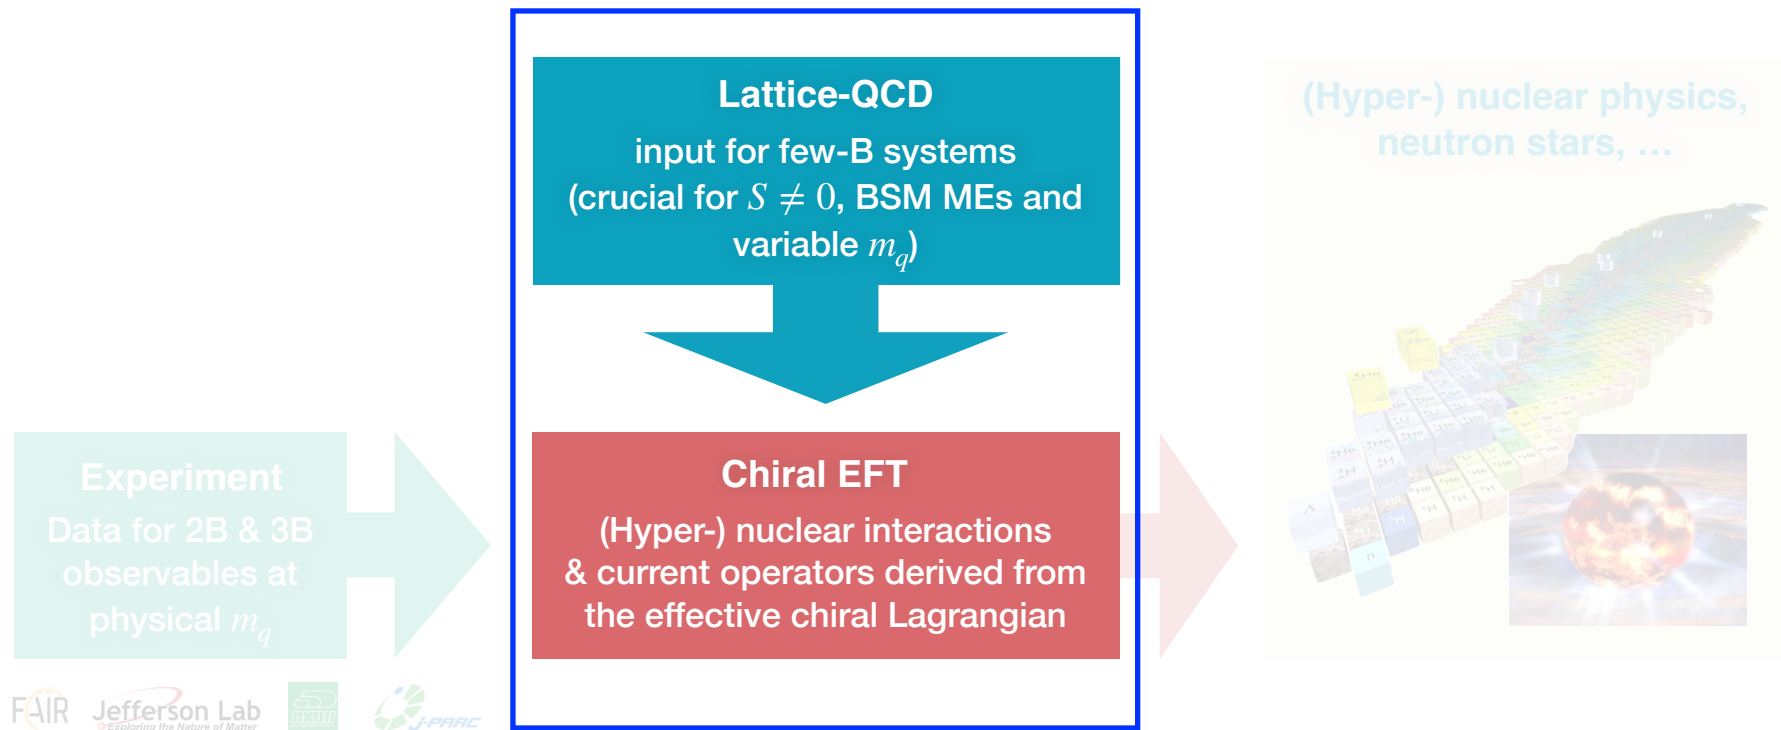 Lattice-QCD
input for few-B systems
(crucial for S ≠ 0, BSM MEs and
variable m_q)
(Hyper-) nuclear physics,
neutron stars, …
Experiment
Data for 2B & 3B
observables at
physical m_q
Chiral EFT
(Hyper-) nuclear interactions
& current operators derived from
the effective chiral Lagrangian
Λ
n
FAIR
Jefferson Lab
Exploring the Nature of Matter
J-PARC